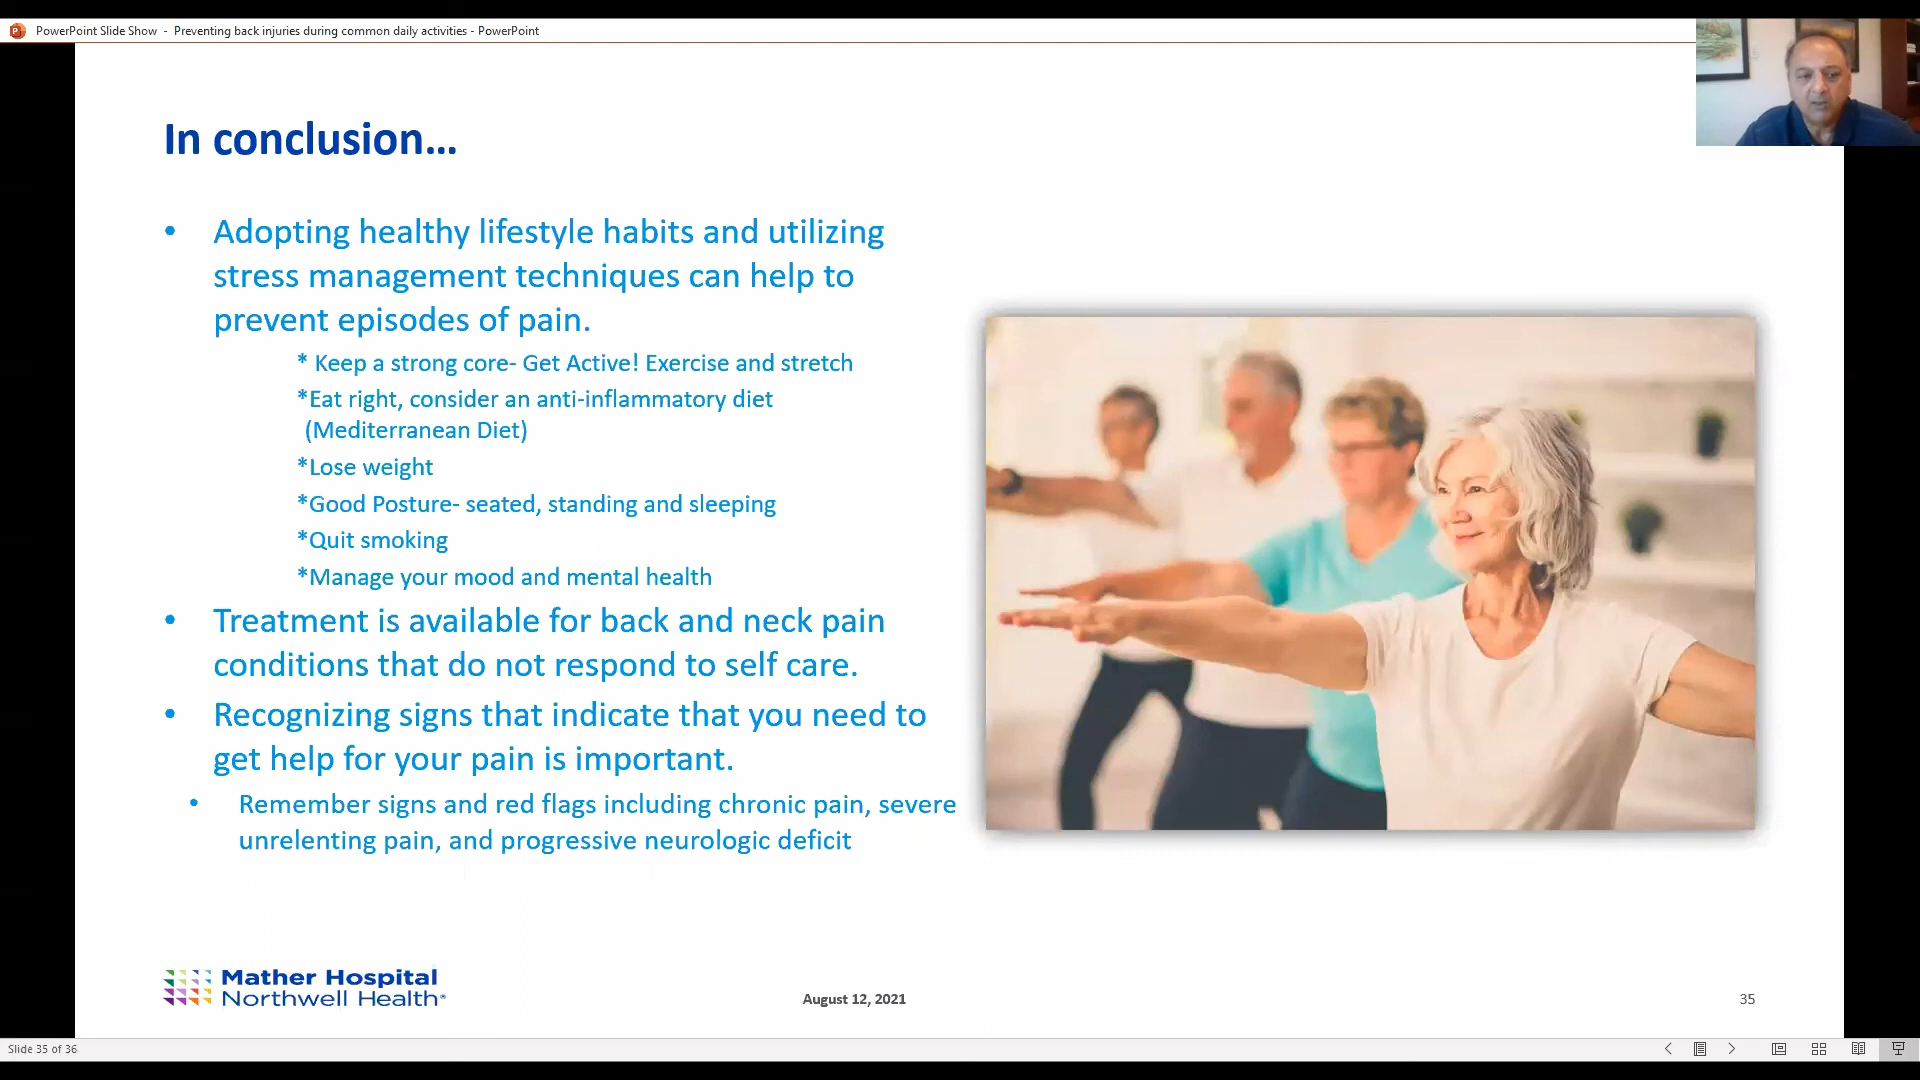 PowerPoint Slide Show - Preventing back injuries during common daily activities - PowerPoint
In conclusion...
• Adopting healthy lifestyle habits and utilizing
stress management techniques can help to
prevent episodes of pain.
* Keep a strong core- Get Active! Exercise and stretch
*Eat right, consider an anti-inflammatory diet
(Mediterranean Diet)
*Lose weight
*Good Posture- seated, standing and sleeping
*Quit smoking
*Manage your mood and mental health
• Treatment is available for back and neck pain
conditions that do not respond to self care.
• Recognizing signs that indicate that you need to
get help for your pain is important.
• Remember signs and red flags including chronic pain, severe
unrelenting pain, and progressive neurologic deficit
Mather Hospital
Northwell Health®
August 12, 2021
35
Slide 35 of 36